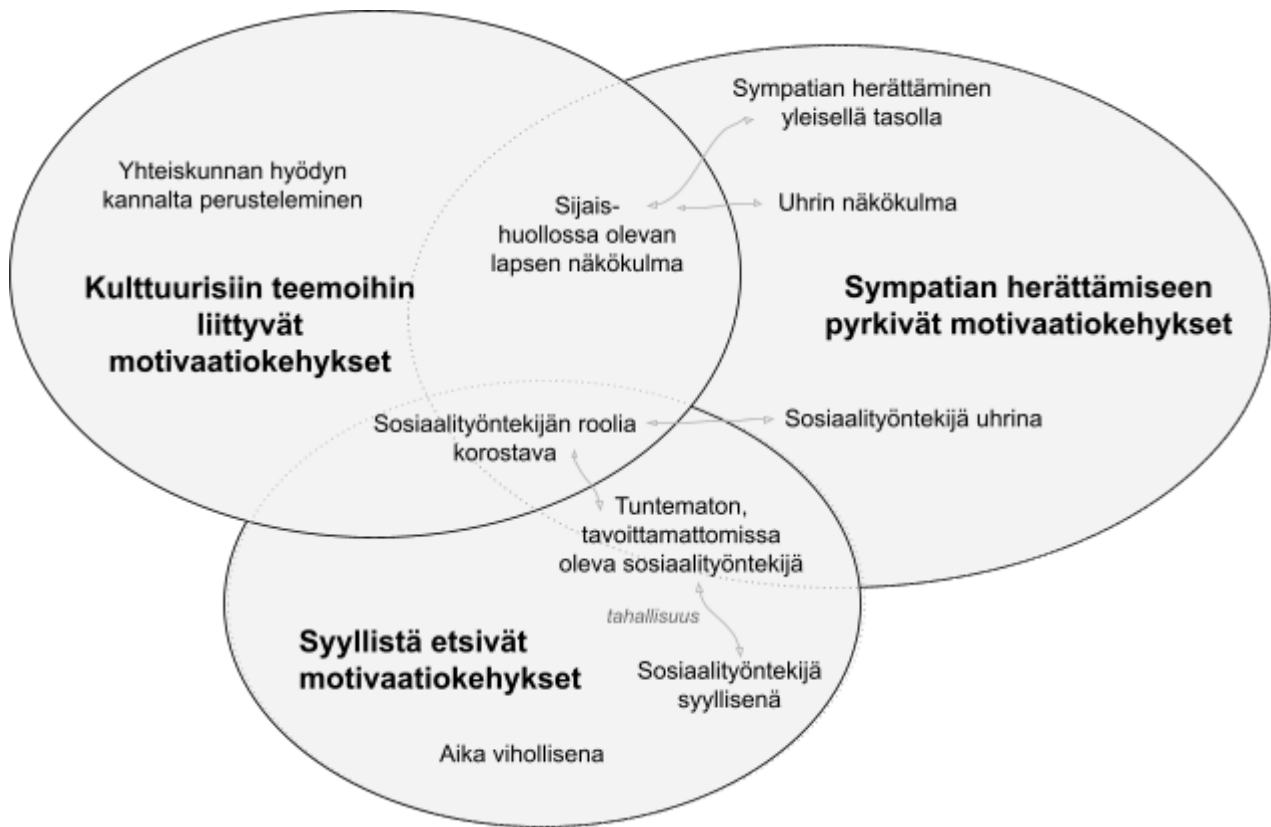 Sympatian herättäminen
yleisellä tasolla
Yhteiskunnan hyödyn
kannalta perusteleminen
Sijais-
huollossa olevan
lapsen näkökulma
Uhrin näkökulma
Kulttuurisiin teemoihin
liittyvät
motivaatiokehykset
Sympatian herättämiseen
pyrkivät motivaatiokehykset
Sosiaalityöntekijän roolia
korostava
Sosiaalityöntekijä uhrina
Tuntematon,
tavoittamattomissa
oleva sosiaalityöntekijä
tahallisuus
Syyllistä etsivät
motivaatiokehykset
Sosiaalityöntekijä
syyllisenä
Aika vihollisena